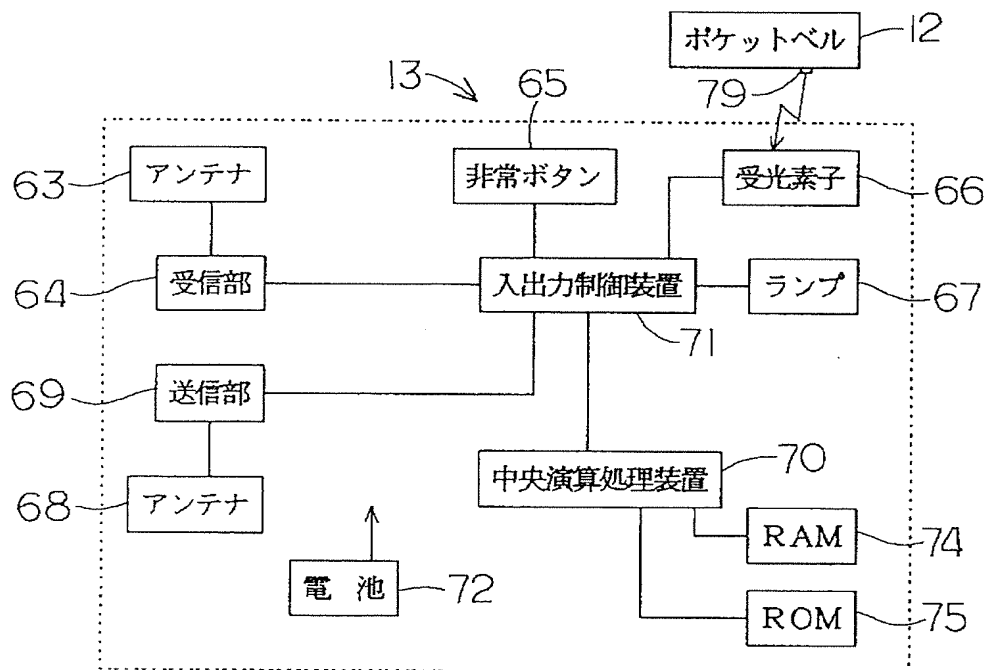 ポケットベル
12
79
13
65
63
アンテナ
非常ボタン
受光素子
66
64
受信部
入出力制御装置
ランプ
67
71
69
送信部
中央演算処理装置
70
68
アンテナ
RAM
74
電 池
72
ROM
75